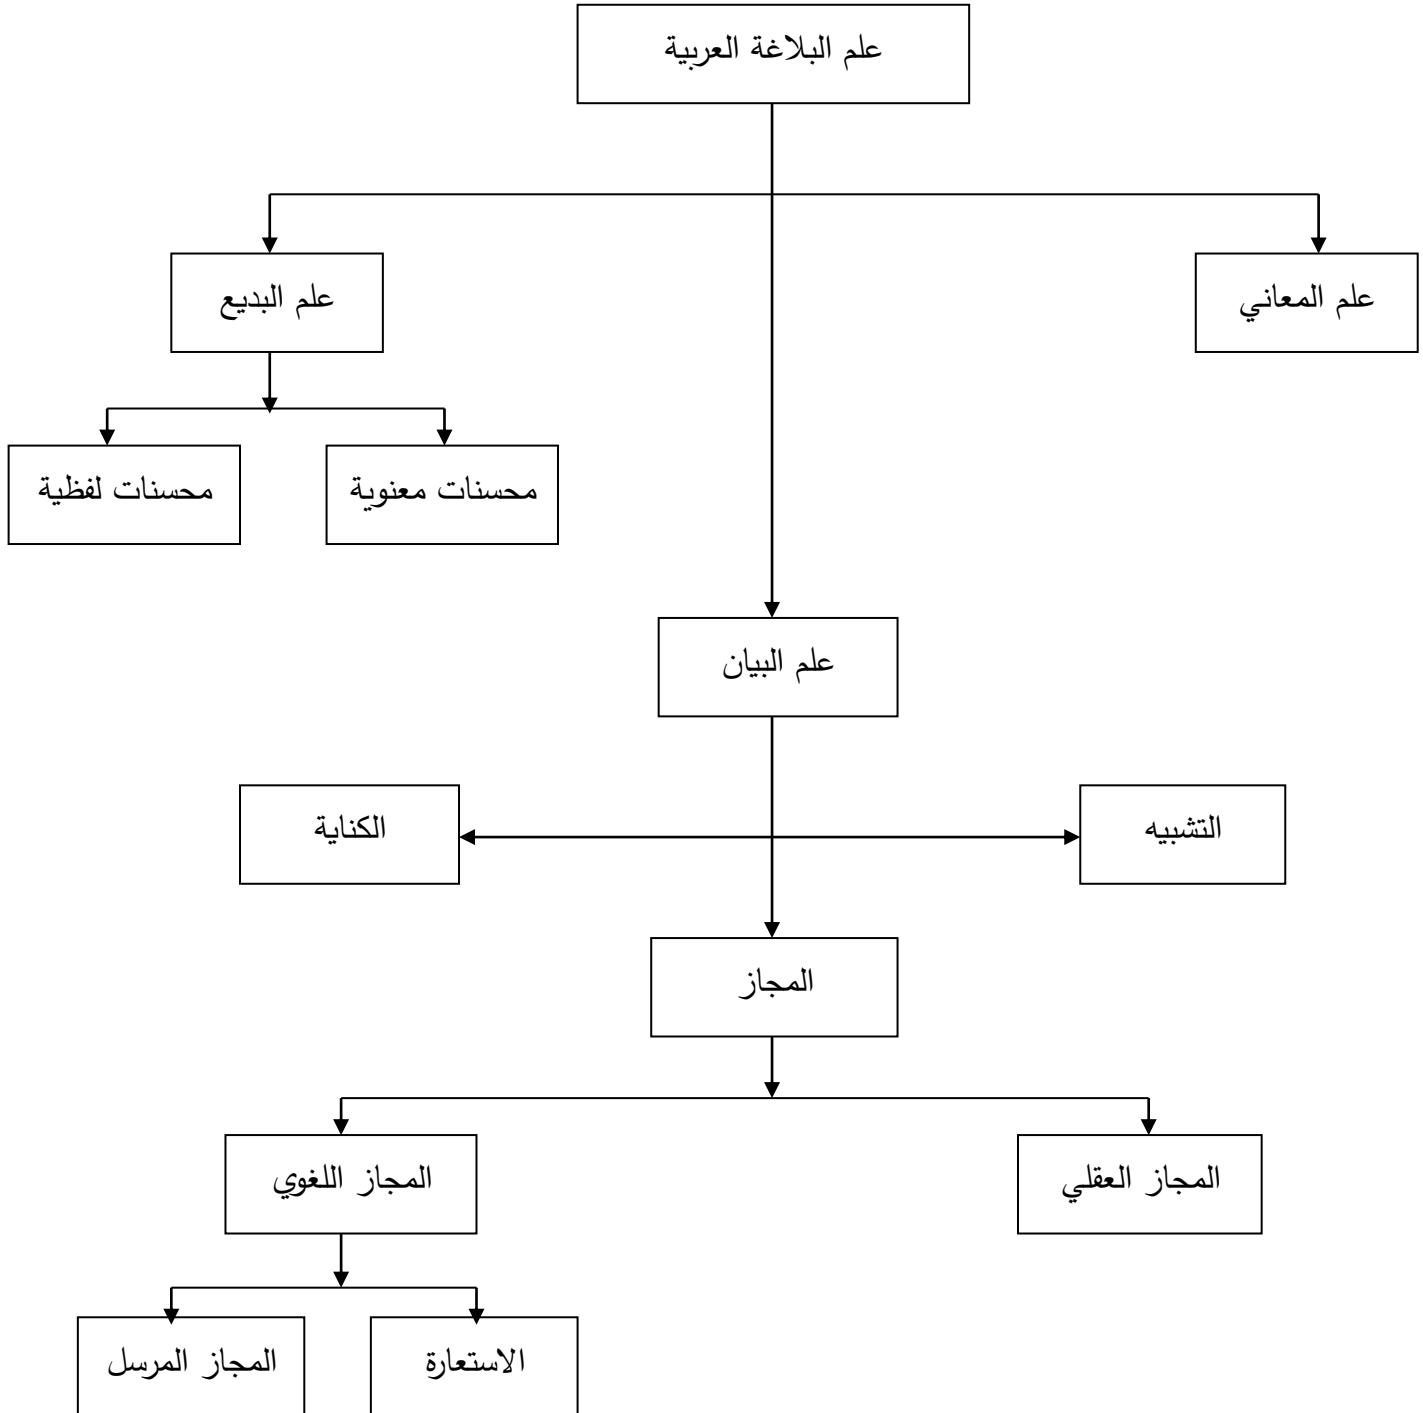 علم البلاغة العربية
علم المعاني
علم البديع
محسنات معنوية
محسنات لفظية
علم البيان
التشبيه
الكناية
المجاز
المجاز العقلي
المجاز اللغوي
الاستعارة
المجاز المرسل